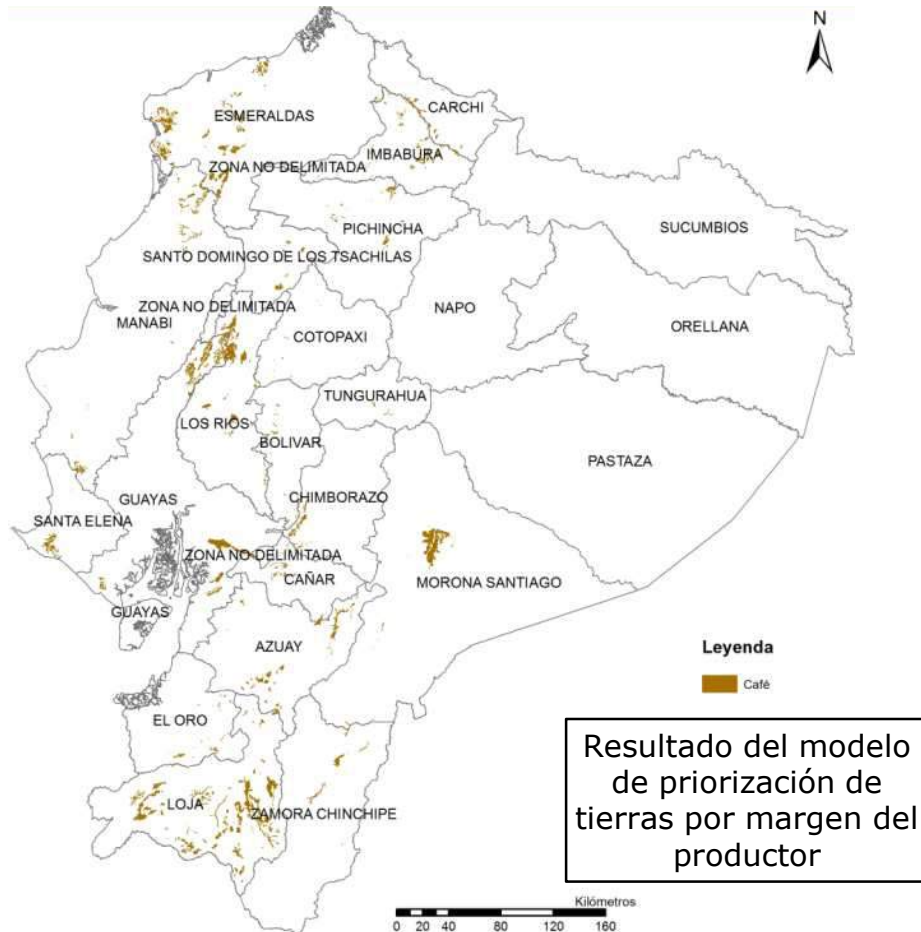 N
CARCHI
ESMERALDAS
IMBABURA
ZONA NO DELIMITADA
SUCUMBIOS
PICHINCHA
SANTO DOMINGO DE LOS TSACHILAS
ZONA NO DELIMITADA
NAPO
MANABI
ORELLANA
COTOPAXI
TUNGURAHUA
LOS RIOS
BOLIVAR
PASTAZA
GUAYAS
CHIMBORAZO
SANTA ELENA
ZONA NO DELIMITADA
MORONA SANTIAGO
CAÑAR
GUAYAS
AZUAY
Leyenda
Café
EL ORO
LOJA
ZAMORA CHINCHIPE
Resultado del modelo
de priorización de
tierras por margen del
productor
Kilómetros
0 20 40 80 120 160